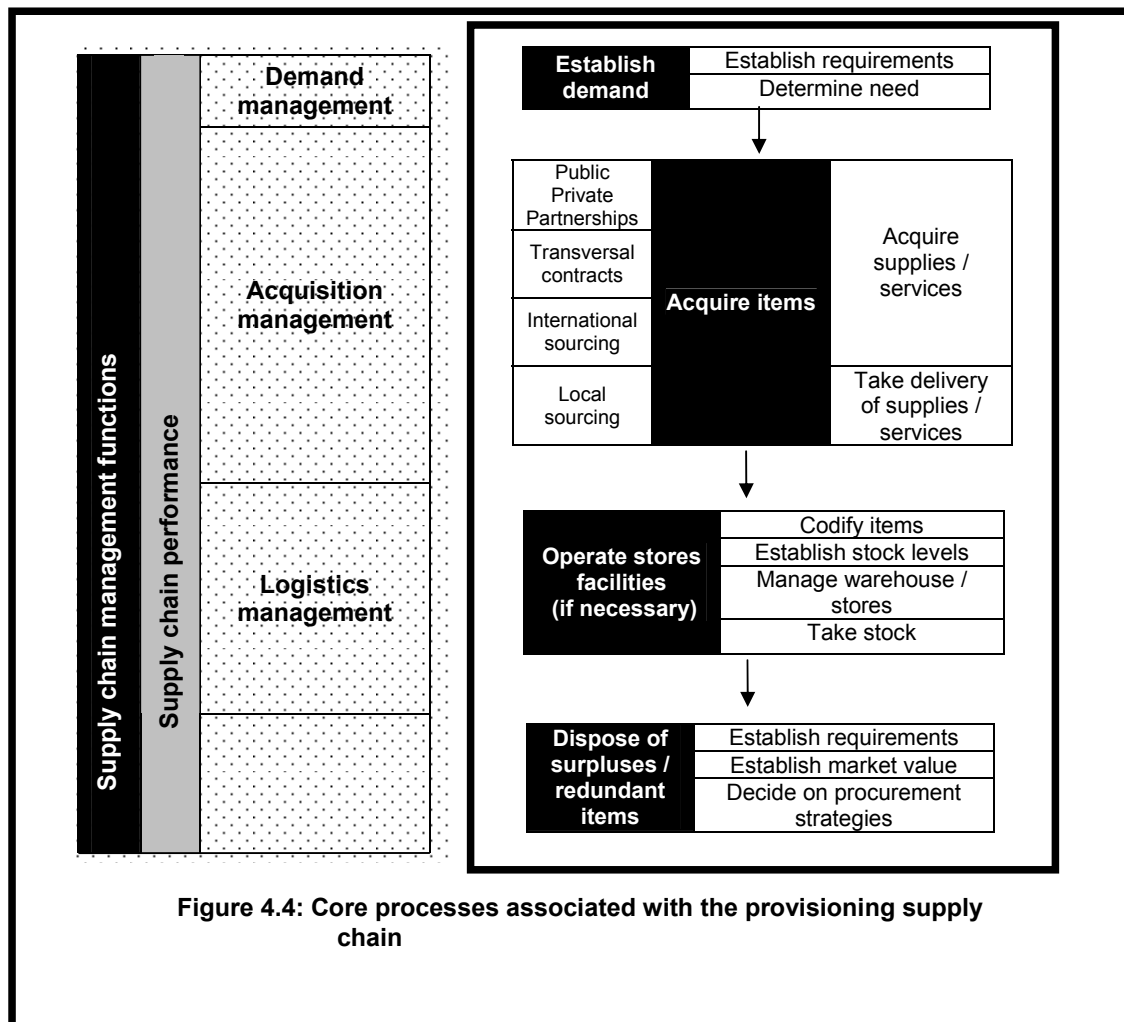 Supply chain management functions
Supply chain performance
Demand
management
Acquisition
management
Logistics
management
Establish
demand
Establish requirements
Determine need
Public
Private
Partnerships
Transversal
contracts
International
sourcing
Local
sourcing
Acquire items
Acquire
supplies /
services
Take delivery
of supplies /
services
Operate stores
facilities
(if necessary)
Codify items
Establish stock levels
Manage warehouse /
stores
Take stock
Dispose of
surpluses /
redundant
items
Establish requirements
Establish market value
Decide on procurement
strategies
Figure 4.4: Core processes associated with the provisioning supply
chain